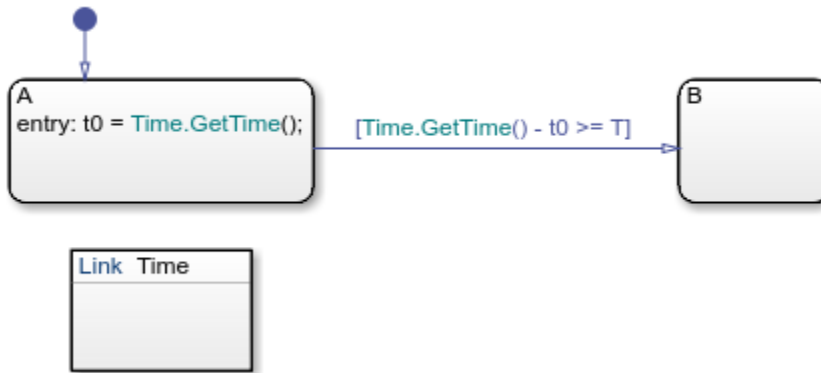 A
entry: t0 = Time.GetTime();
[Time.GetTime() - t0 >= T]
B
Link Time